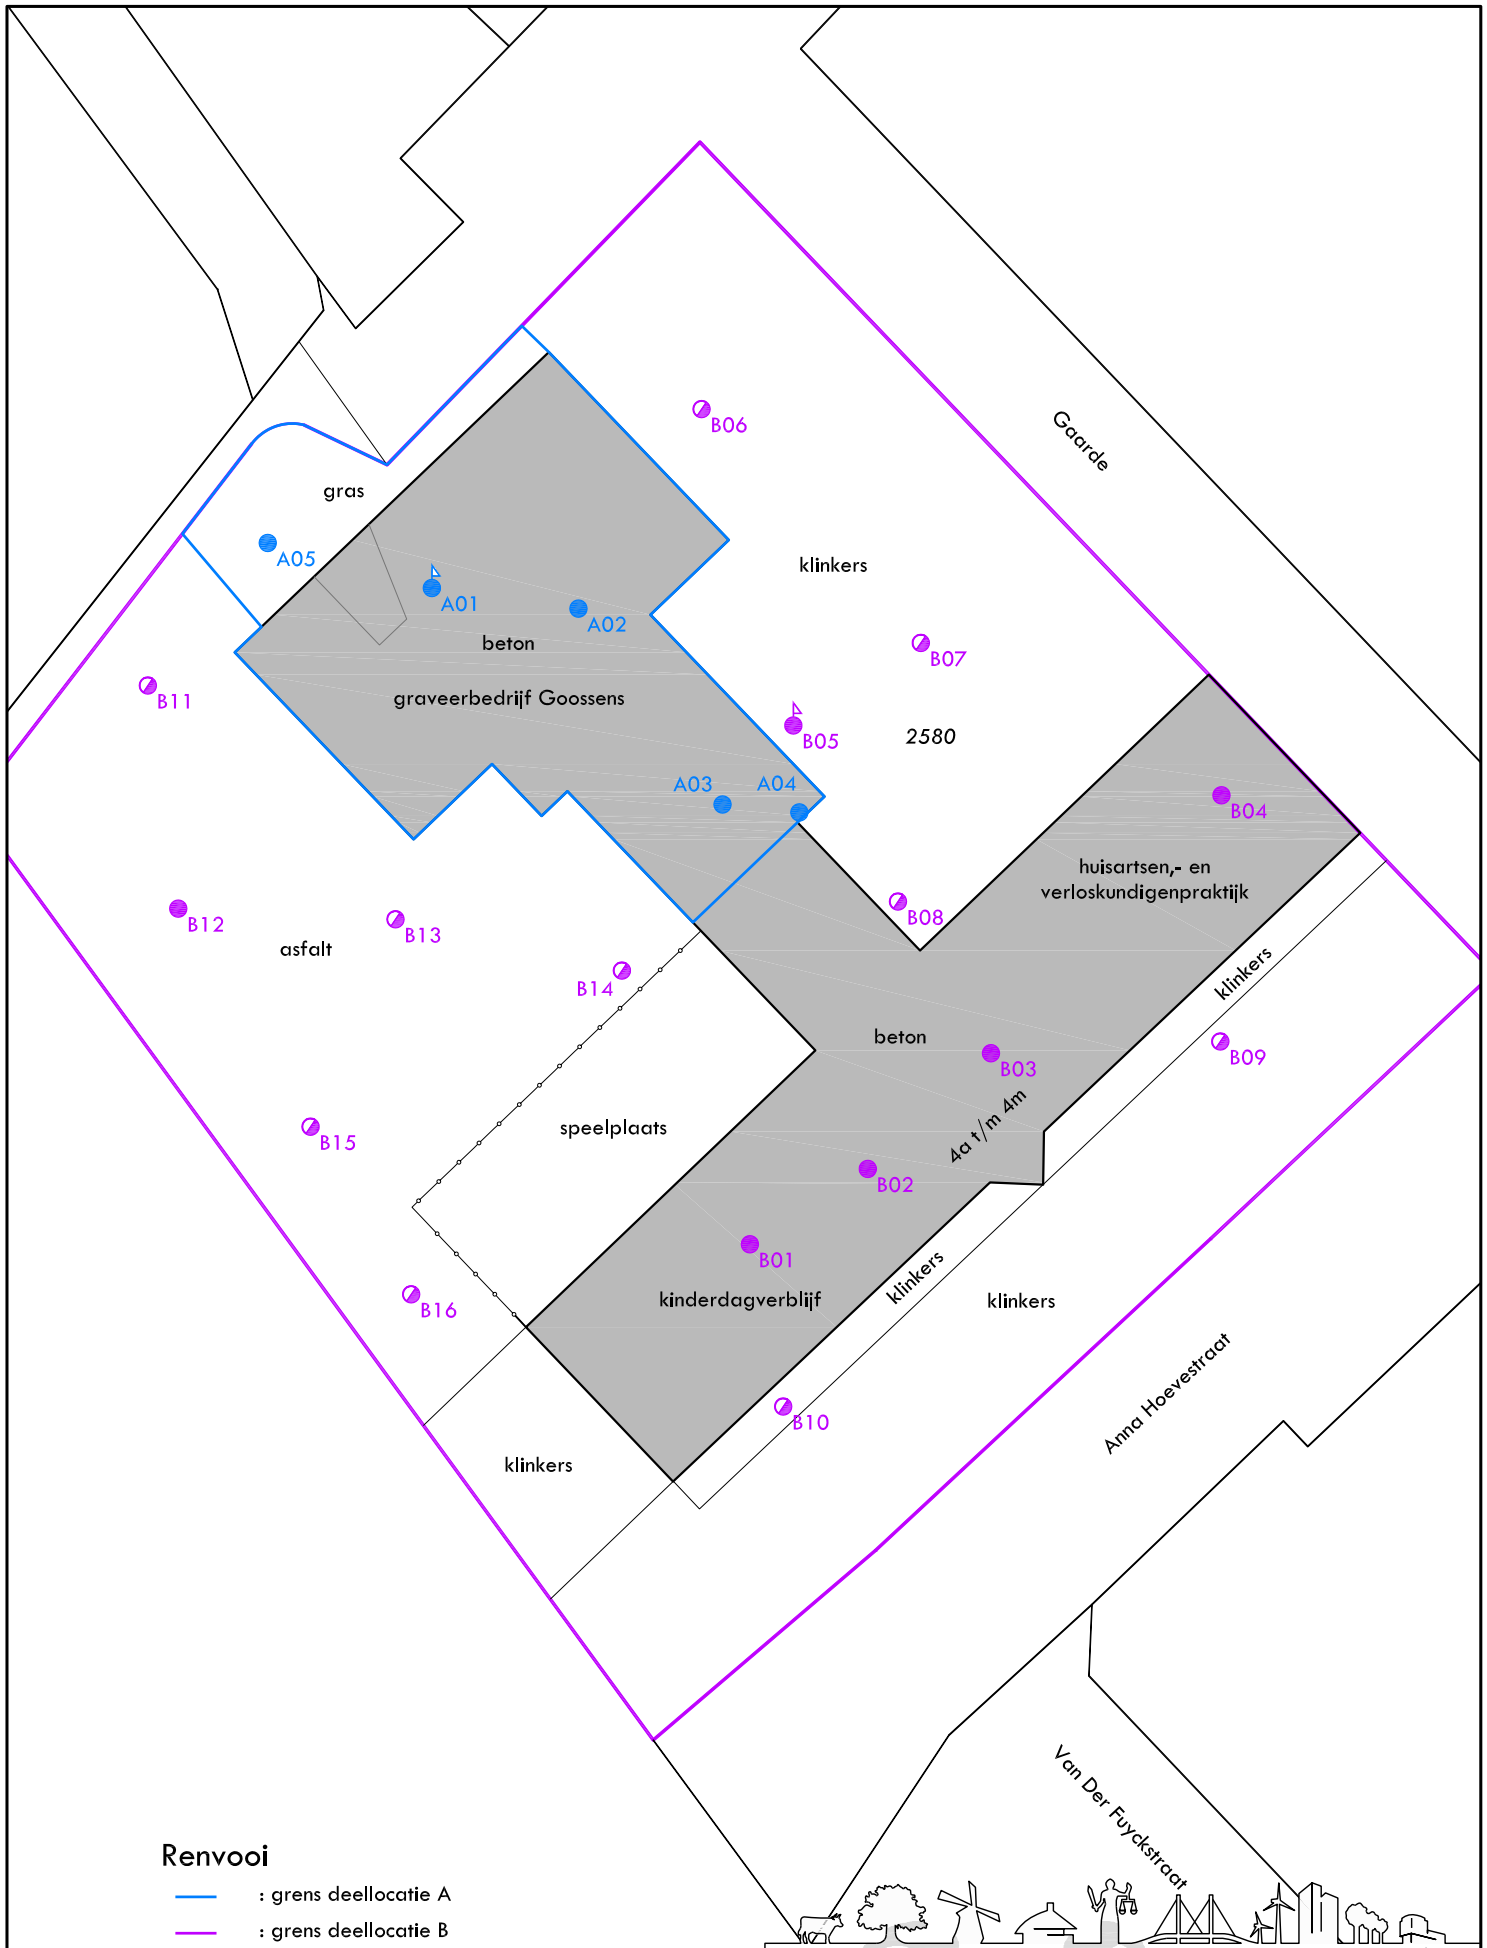 B06
Gaarde
gras
A05
klinkers
A01
A02
beton
B07
B11
graveerbedrijf Goossens
B05
2580
A03
A04
B04
huisartsen,- en
verloskundigenpraktijk
B12
B13
B08
asfalt
B14
klinkers
beton
B09
B03
4a t/m 4m
B15
speelplaats
B02
B01
B16
kinderdagverblijf
klinkers
klinkers
Anna Hoevestraat
B10
klinkers
Van Der Fuyckstraat
Renvooi
: grens deellocatie A
: grens deellocatie B